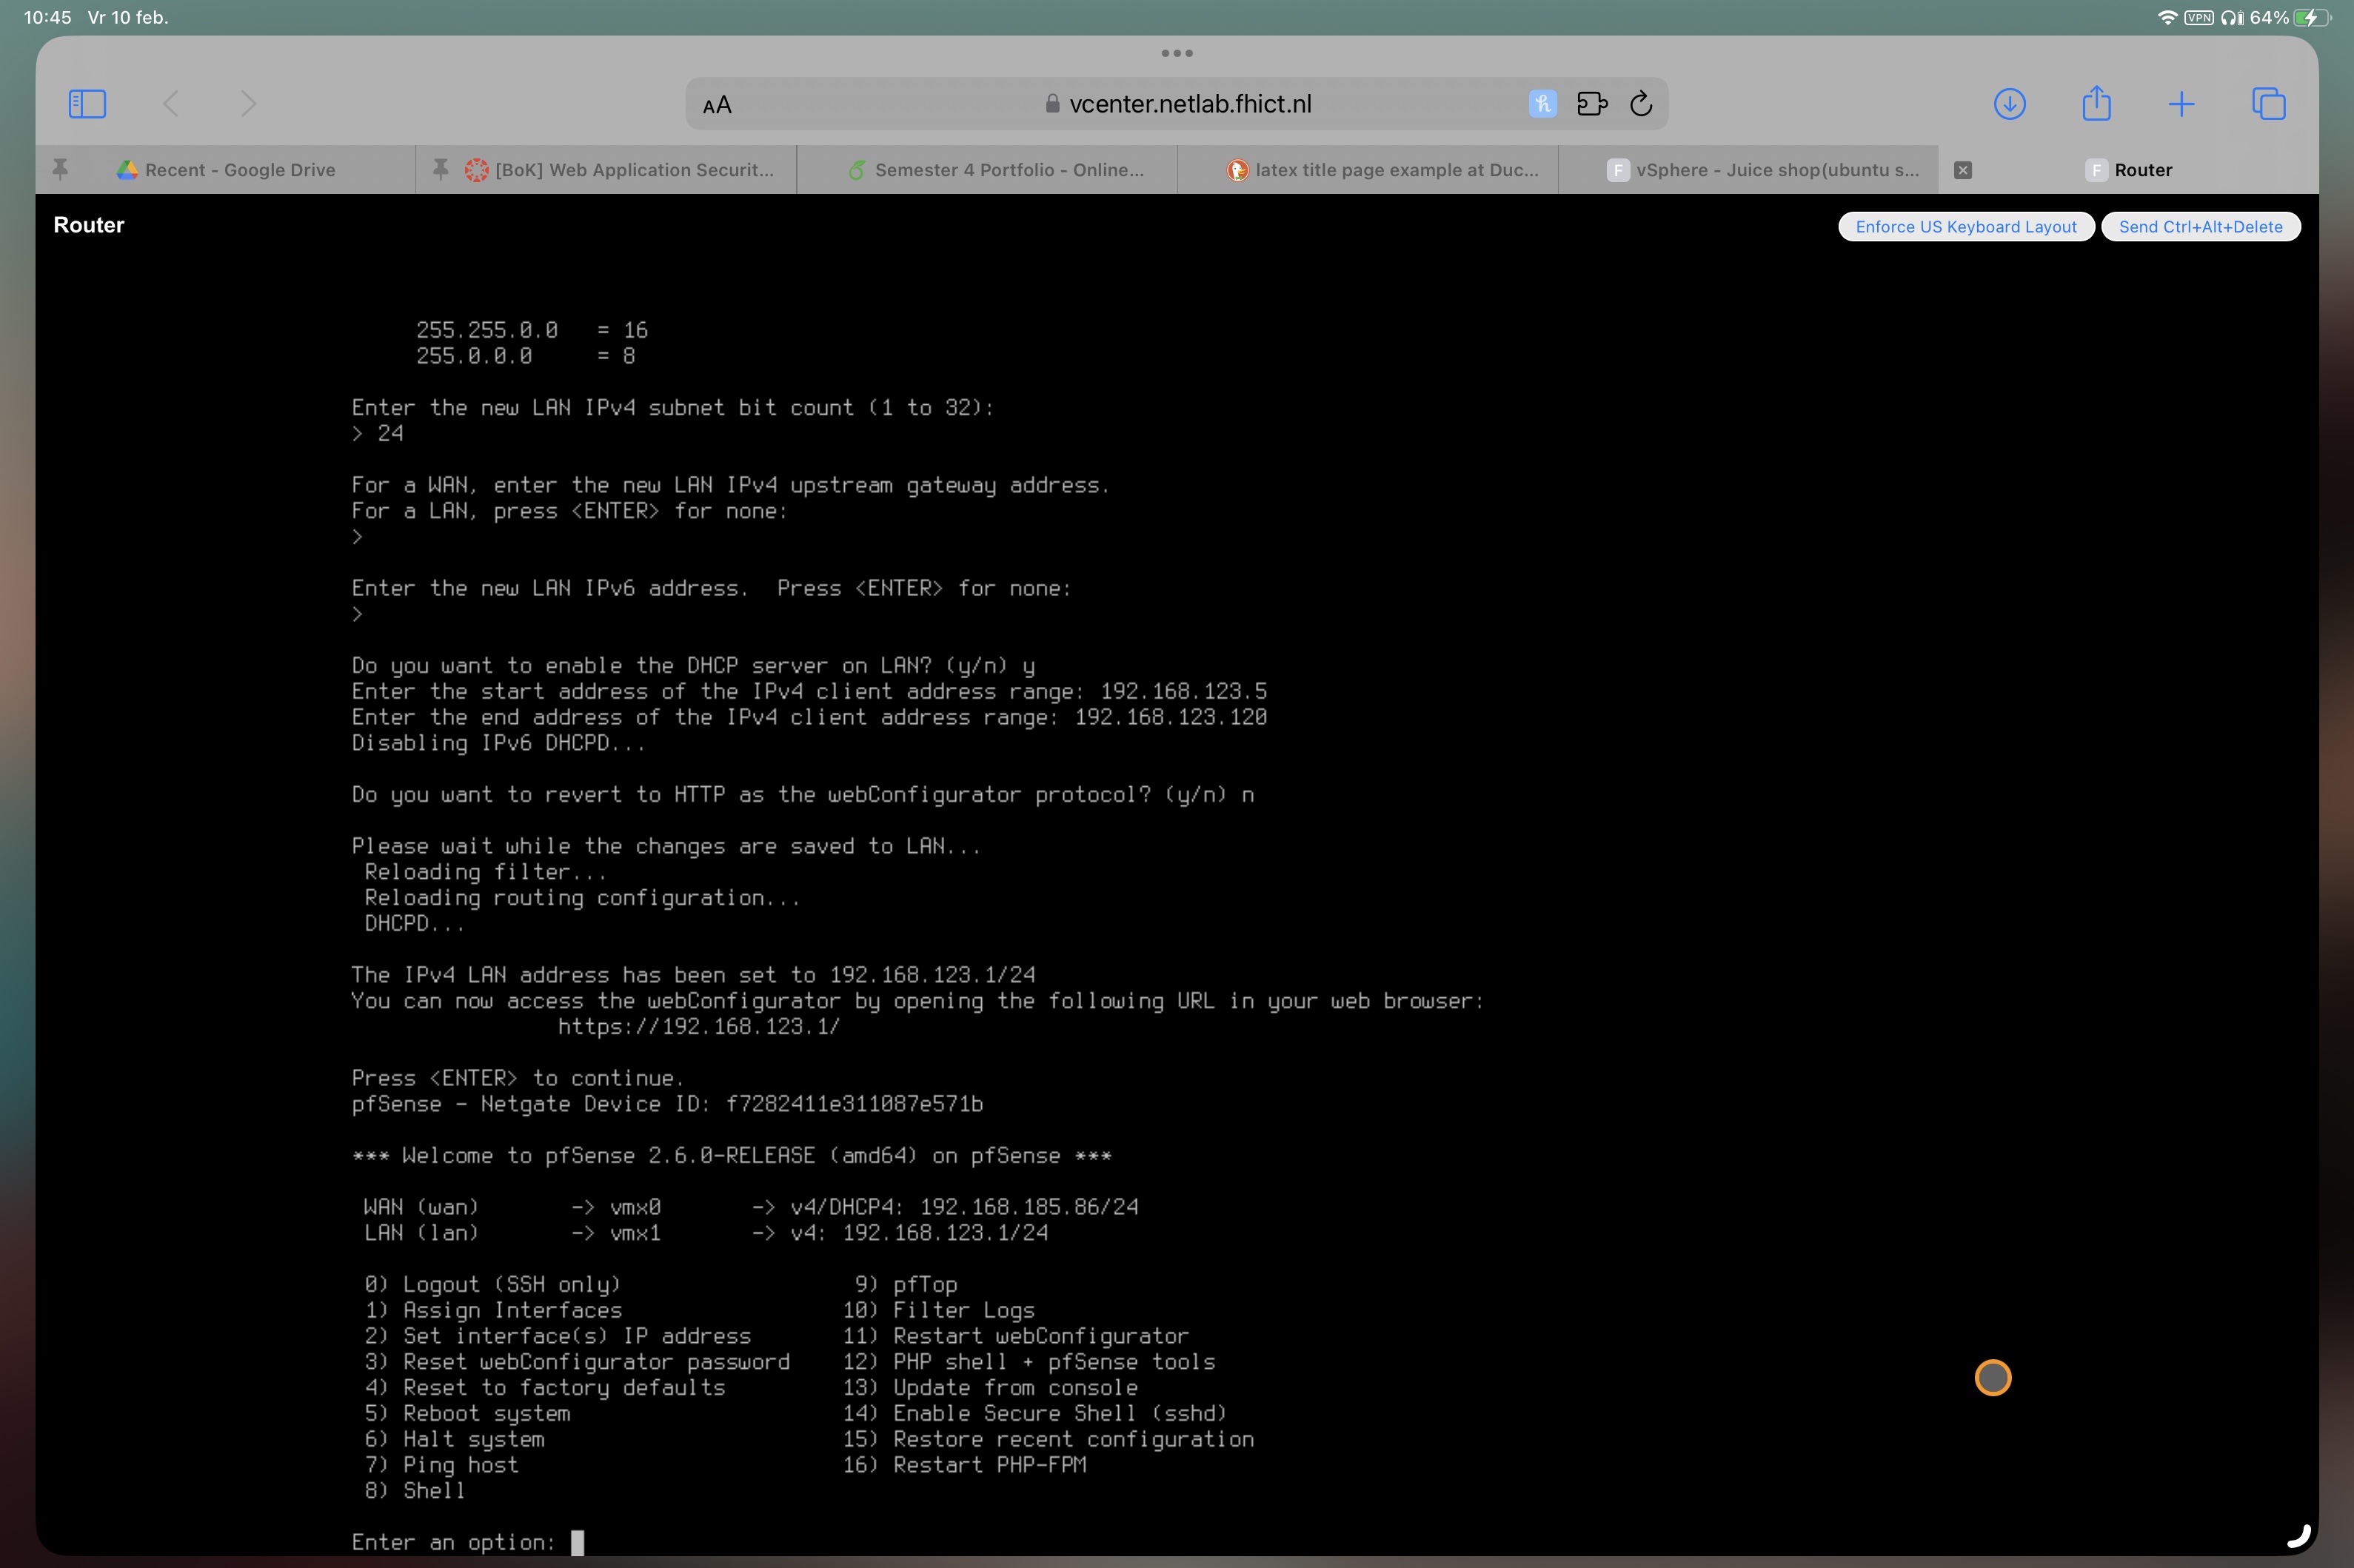 10:45 Vr 10 feb.
VPN 64%
AA vcenter.netlab.fhict.nl
Recent - Google Drive
[BoK] Web Application Securit...
Semester 4 Portfolio - Online...
latex title page example at Duc...
F vSphere - Juice shop(ubuntu s...
F Router
Router
Enforce US Keyboard Layout
Send Ctrl+Alt+Delete
255.255.0.0 = 16
255.0.0.0 = 8
Enter the new LAN IPv4 subnet bit count (1 to 32):
> 24
For a WAN, enter the new LAN IPv4 upstream gateway address.
For a LAN, press <ENTER> for none:
>
Enter the new LAN IPv6 address. Press <ENTER> for none:
>
Do you want to enable the DHCP server on LAN? (y/n) y
Enter the start address of the IPv4 client address range: 192.168.123.5
Enter the end address of the IPv4 client address range: 192.168.123.120
Disabling IPv6 DHCPD...
Do you want to revert to HTTP as the webConfigurator protocol? (y/n) n
Please wait while the changes are saved to LAN...
Reloading filter...
Reloading routing configuration...
DHCPD...
The IPv4 LAN address has been set to 192.168.123.1/24
You can now access the webConfigurator by opening the following URL in your web browser:
https://192.168.123.1/
Press <ENTER> to continue.
pfSense - Netgate Device ID: f7282411e311087e571b
*** Welcome to pfSense 2.6.0-RELEASE (amd64) on pfSense ***
WAN (wan) -> vmx0 -> v4/DHCP4: 192.168.185.86/24
LAN (lan) -> vmx1 -> v4: 192.168.123.1/24
0) Logout (SSH only) 9) pfTop
1) Assign Interfaces 10) Filter Logs
2) Set interface(s) IP address 11) Restart webConfigurator
3) Reset webConfigurator password 12) PHP shell + pfSense tools
4) Reset to factory defaults 13) Update from console
5) Reboot system 14) Enable Secure Shell (sshd)
6) Halt system 15) Restore recent configuration
7) Ping host 16) Restart PHP-FPM
8) Shell
Enter an option: